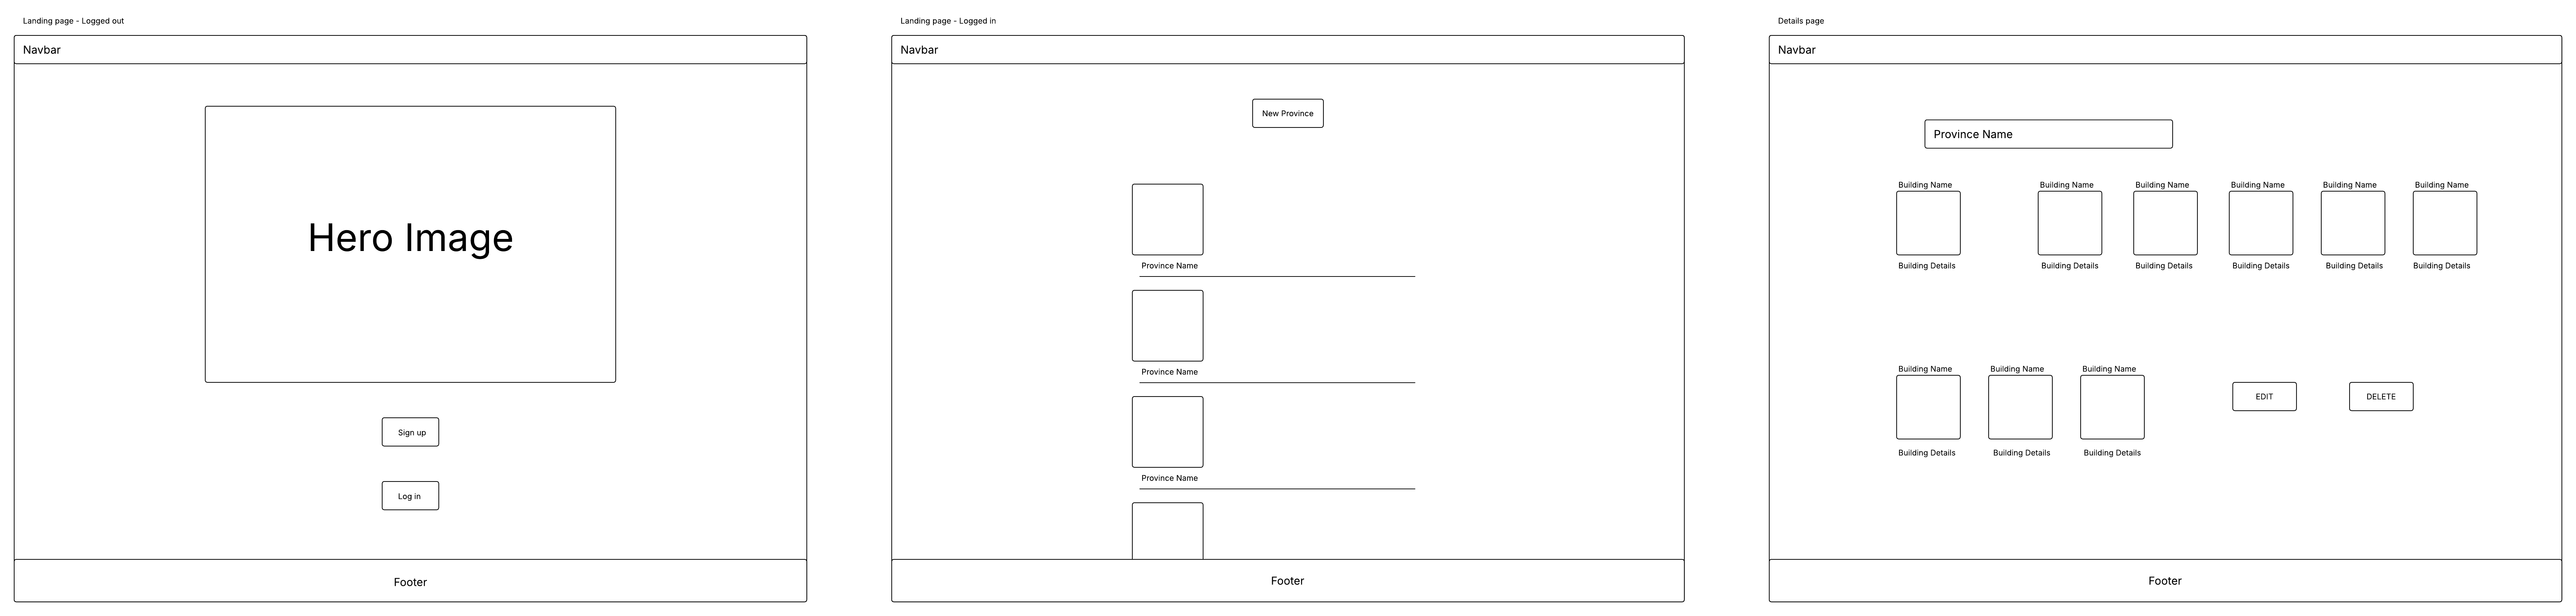 Landing page - Logged out
Navbar
Hero Image
Sign up
Log in
Footer
Landing page - Logged in
Navbar
New Province
Province Name
Province Name
Province Name
Footer
Details page
Navbar
Province Name
Building Name Building Name Building Name Building Name Building Name Building Name
Building Details Building Details Building Details Building Details Building Details Building Details
Building Name Building Name Building Name
EDIT DELETE
Building Details Building Details Building Details
Footer